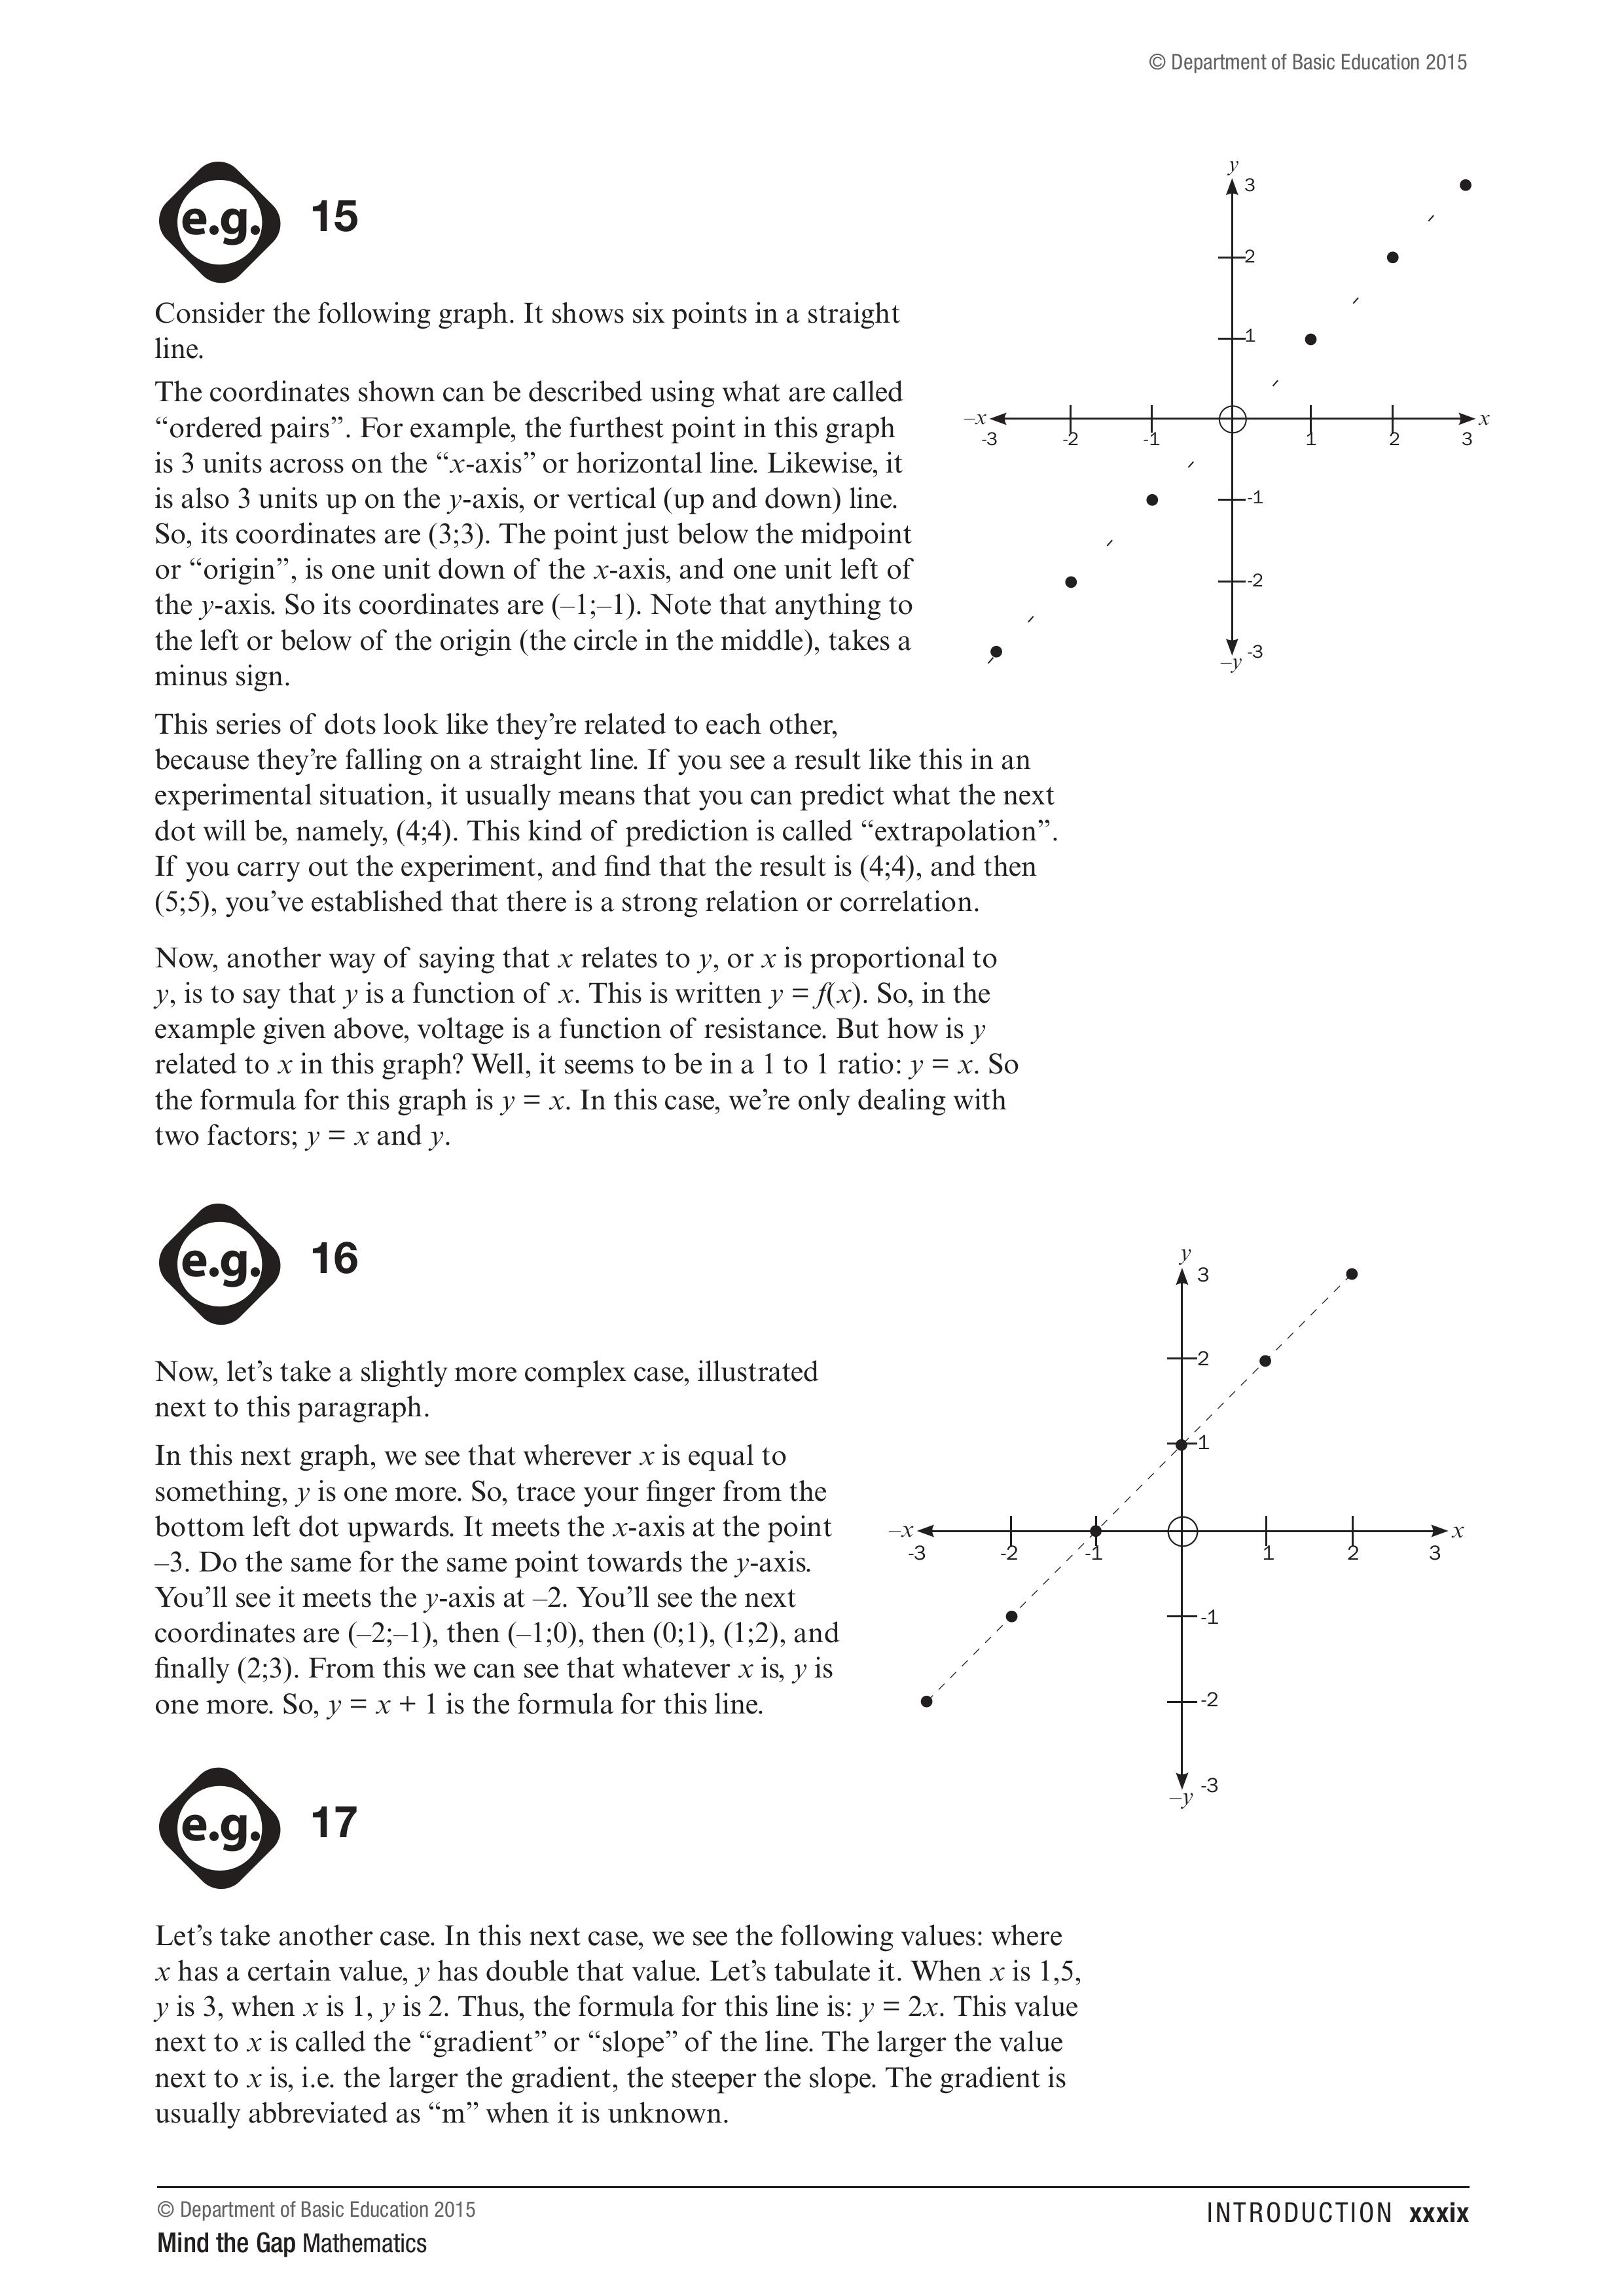 © Department of Basic Education 2015
e.g. 15
Consider the following graph. It shows six points in a straight
line.
The coordinates shown can be described using what are called
“ordered pairs”. For example, the furthest point in this graph
is 3 units across on the “x-axis” or horizontal line. Likewise, it
is also 3 units up on the y-axis, or vertical (up and down) line.
So, its coordinates are (3;3). The point just below the midpoint
or “origin”, is one unit down of the x-axis, and one unit left of
the y-axis. So its coordinates are (–1;–1). Note that anything to
the left or below of the origin (the circle in the middle), takes a
minus sign.
y
3
2
1
–x
x
-3 -2 -1 1 2 3
-1
-2
-3
–y
This series of dots look like they’re related to each other,
because they’re falling on a straight line. If you see a result like this in an
experimental situation, it usually means that you can predict what the next
dot will be, namely, (4;4). This kind of prediction is called “extrapolation”.
If you carry out the experiment, and find that the result is (4;4), and then
(5;5), you’ve established that there is a strong relation or correlation.
Now, another way of saying that x relates to y, or x is proportional to
y, is to say that y is a function of x. This is written y = f(x). So, in the
example given above, voltage is a function of resistance. But how is y
related to x in this graph? Well, it seems to be in a 1 to 1 ratio: y = x. So
the formula for this graph is y = x. In this case, we’re only dealing with
two factors; y = x and y.
e.g. 16
Now, let’s take a slightly more complex case, illustrated
next to this paragraph.
In this next graph, we see that wherever x is equal to
something, y is one more. So, trace your finger from the
bottom left dot upwards. It meets the x-axis at the point
–3. Do the same for the same point towards the y-axis.
You’ll see it meets the y-axis at –2. You’ll see the next
coordinates are (–2;–1), then (–1;0), then (0;1), (1;2), and
finally (2;3). From this we can see that whatever x is, y is
one more. So, y = x + 1 is the formula for this line.
y
3
2
1
–x
x
-3 -2 -1 1 2 3
-1
-2
-3
–y
e.g. 17
Let’s take another case. In this next case, we see the following values: where
x has a certain value, y has double that value. Let’s tabulate it. When x is 1,5,
y is 3, when x is 1, y is 2. Thus, the formula for this line is: y = 2x. This value
next to x is called the “gradient” or “slope” of the line. The larger the value
next to x is, i.e. the larger the gradient, the steeper the slope. The gradient is
usually abbreviated as “m” when it is unknown.
© Department of Basic Education 2015
INTRODUCTION xxxix
Mind the Gap Mathematics